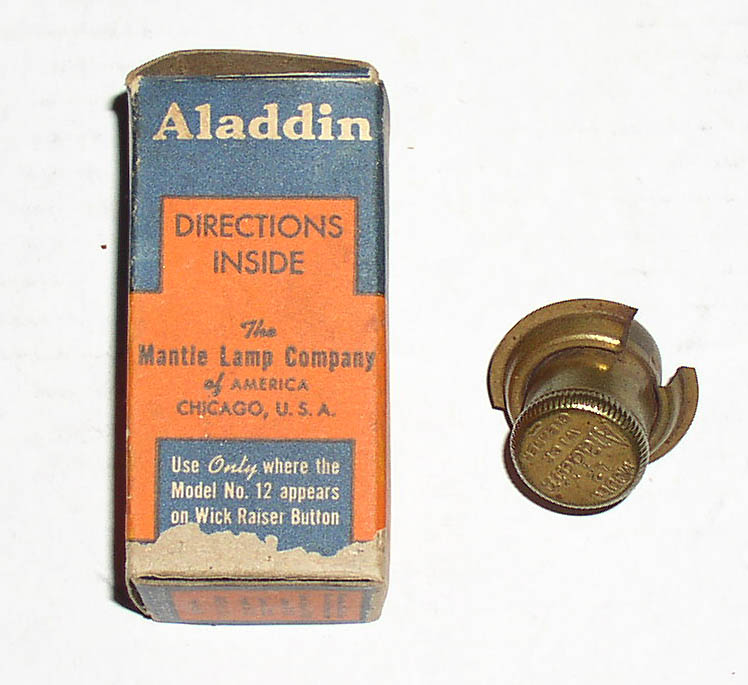 Aladdin
DIRECTIONS
INSIDE
The
Mantle Lamp Company
of AMERICA
CHICAGO, U. S. A.
Use Only where the
Model No. 12 appears
on Wick Raiser Button